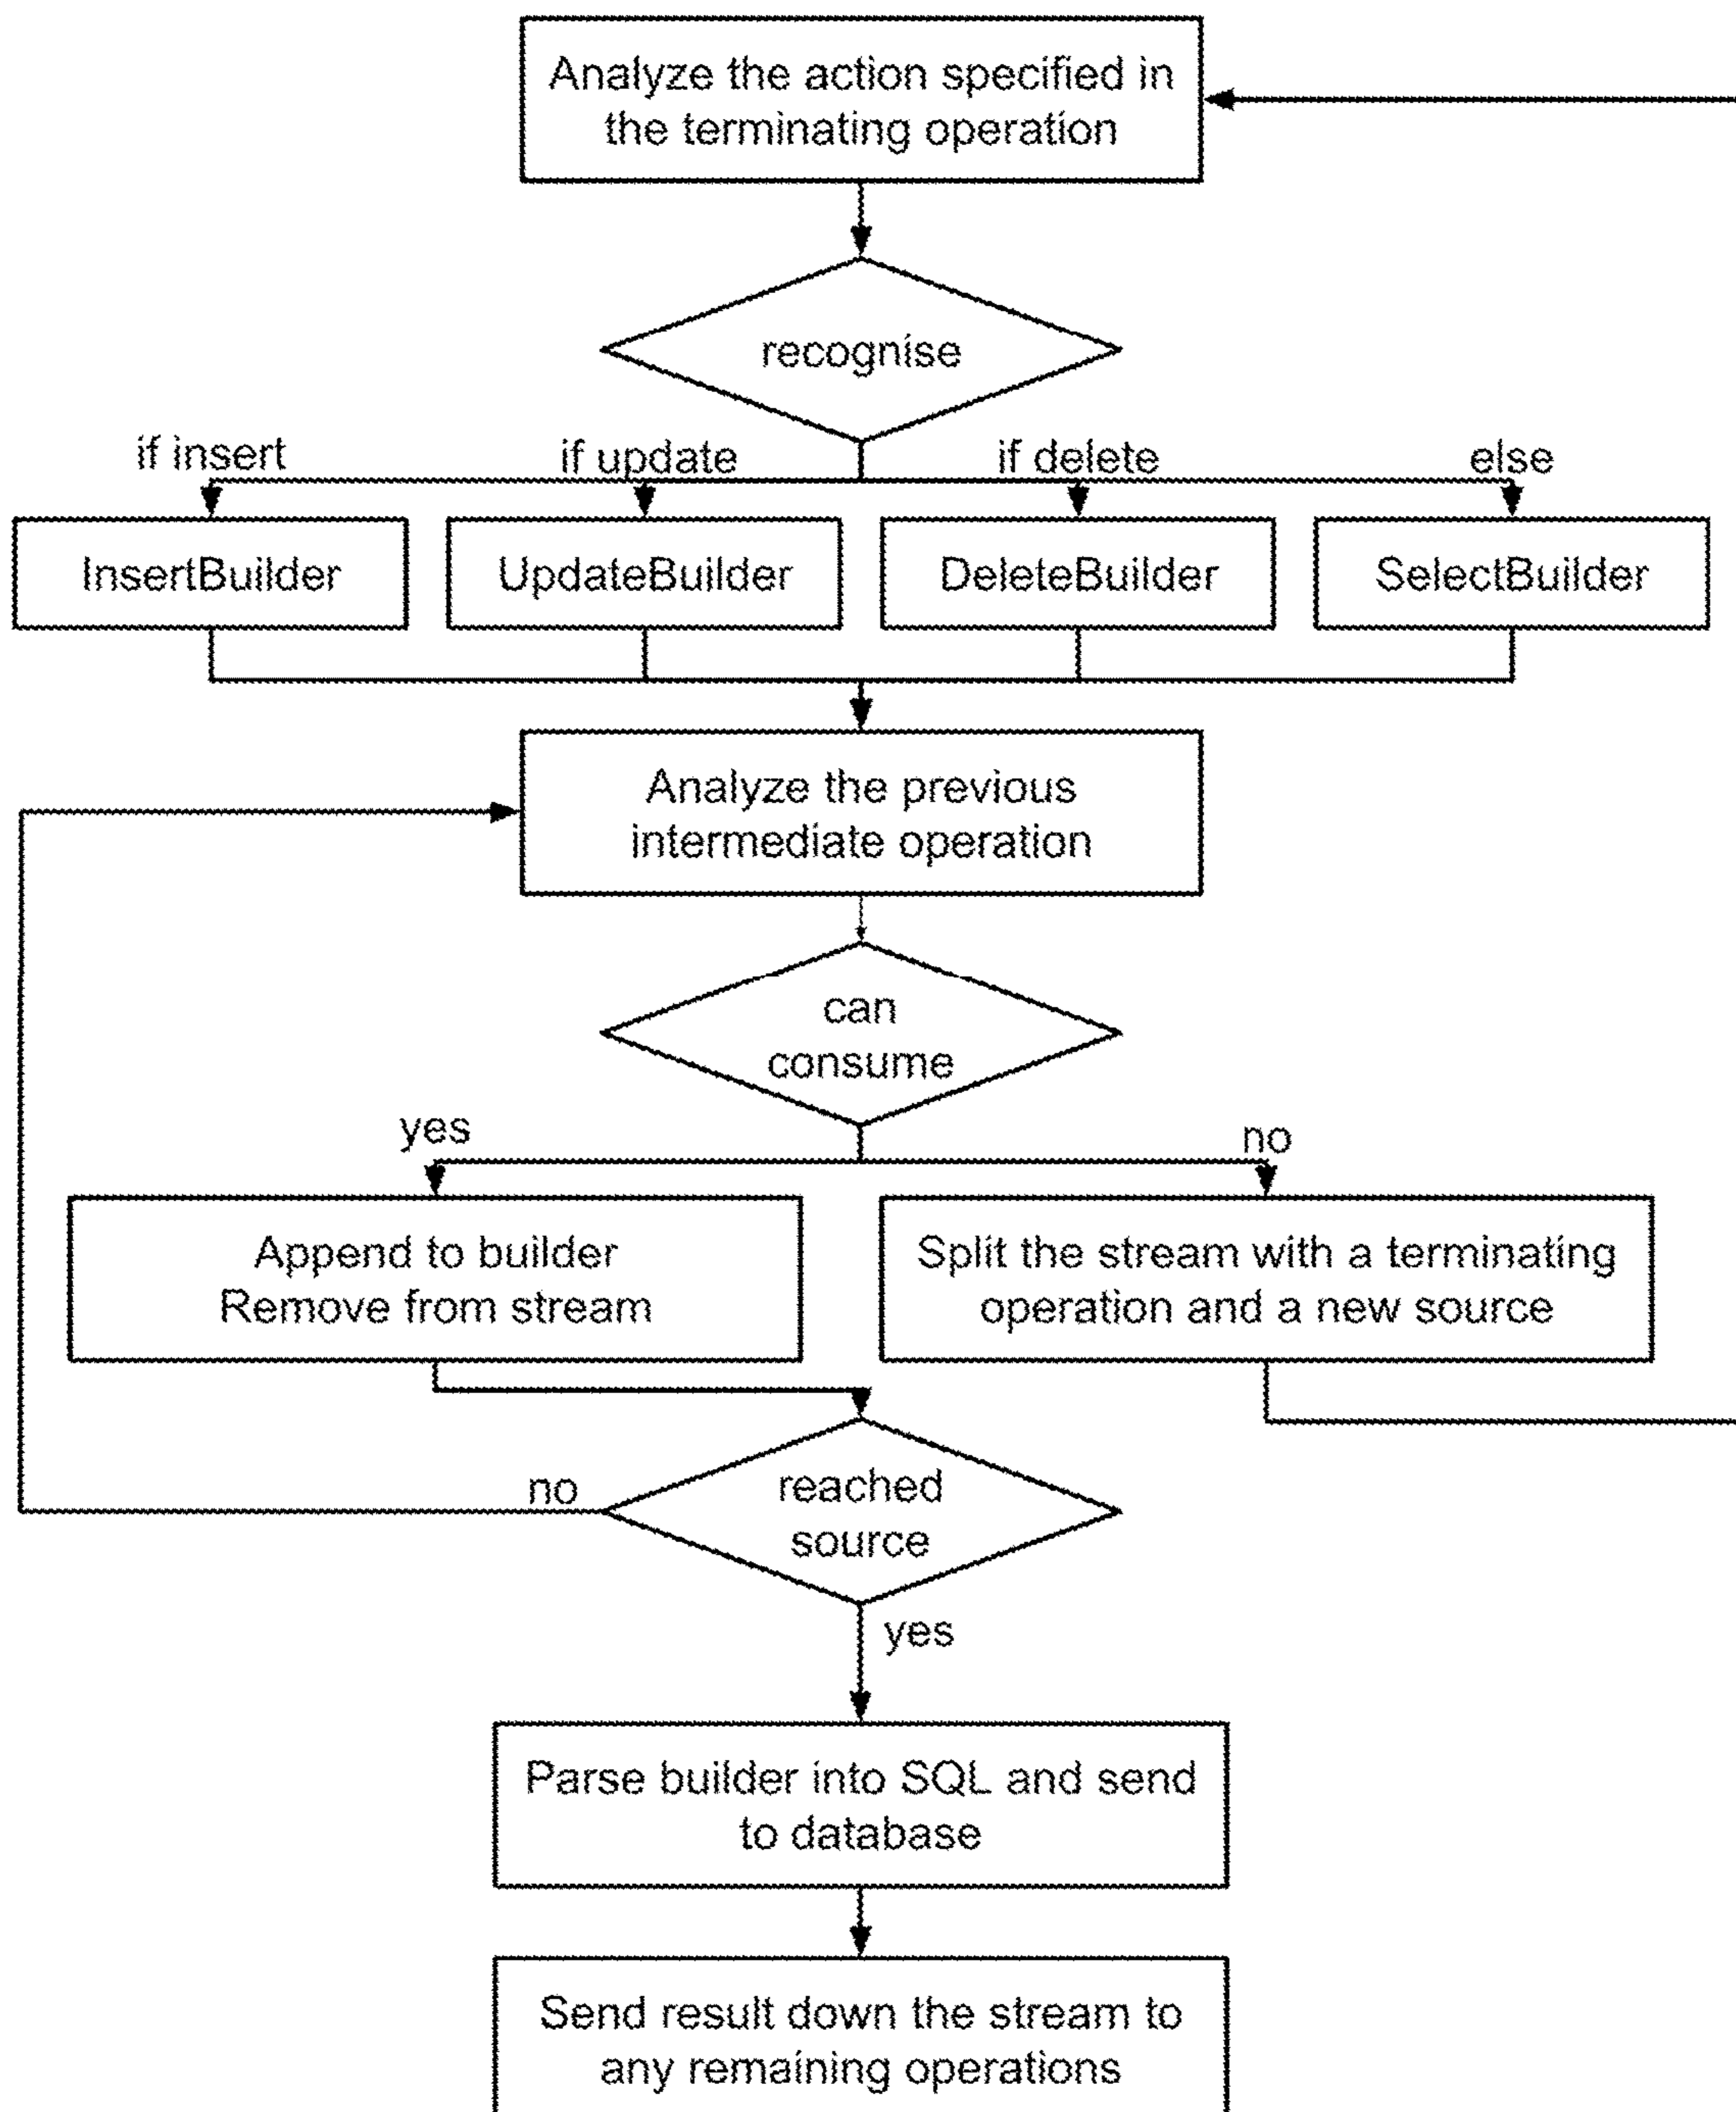 Analyze the action specified in
the terminating operation
recognise
if insert
if update
if delete
else
InsertBuilder
UpdateBuilder
DeleteBuilder
SelectBuilder
Analyze the previous
intermediate operation
can
consume
yes
no
Append to builder
Remove from stream
Split the stream with a terminating
operation and a new source
no
reached
source
yes
Parse builder into SQL and send
to database
Send result down the stream to
any remaining operations